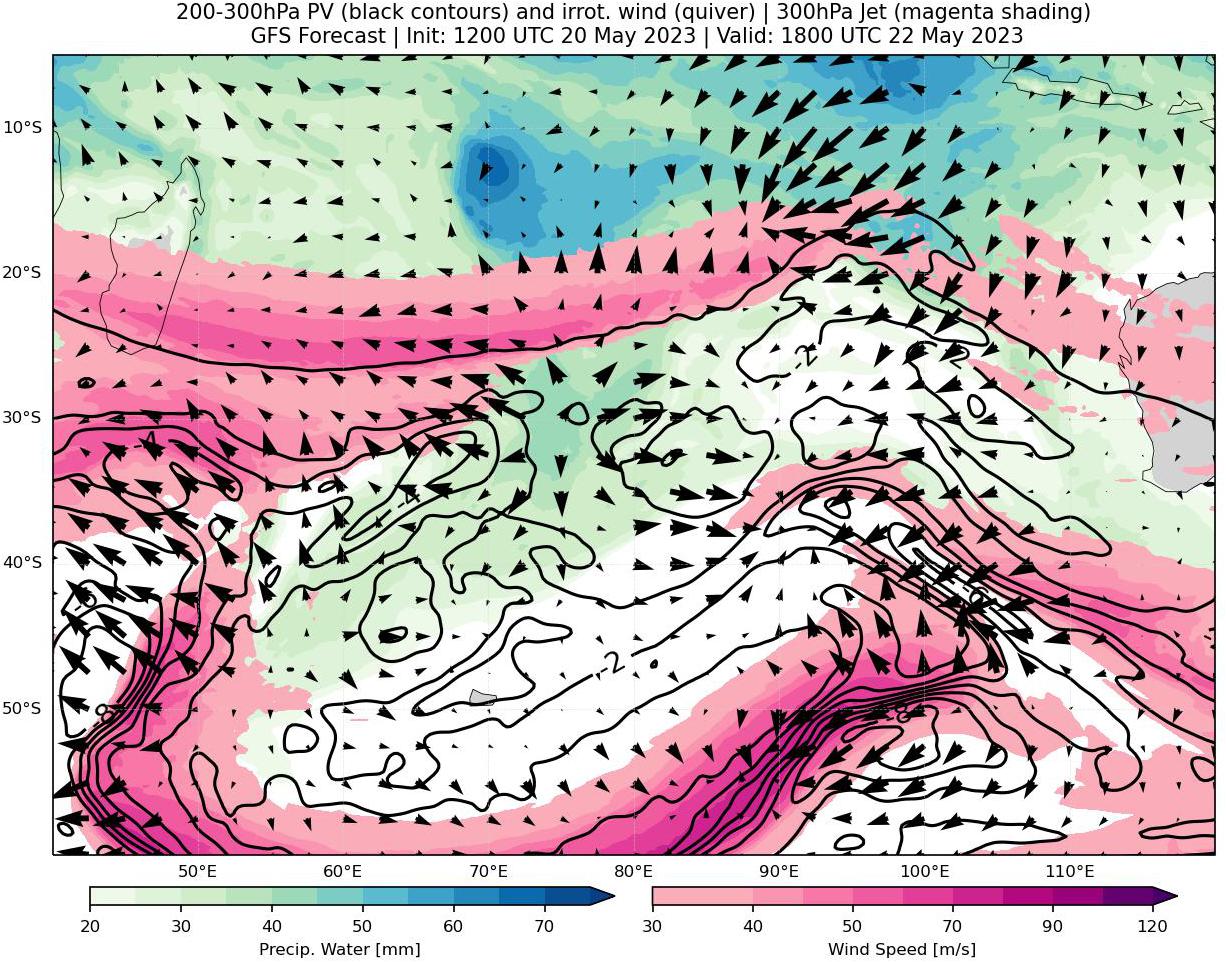 200-300hPa PV (black contours) and irrot. wind (quiver) | 300hPa Jet (magenta shading)
GFS Forecast | Init: 1200 UTC 20 May 2023 | Valid: 1800 UTC 22 May 2023
10°S
20°S
-2
-2
30°S
-4
-4
40°S
-2
-8
50°S
-8
50°E 60°E 70°E 80°E 90°E 100°E 110°E
20 30 40 50 60 70
30 40 50 70 90 120
Precip. Water [mm]
Wind Speed [m/s]